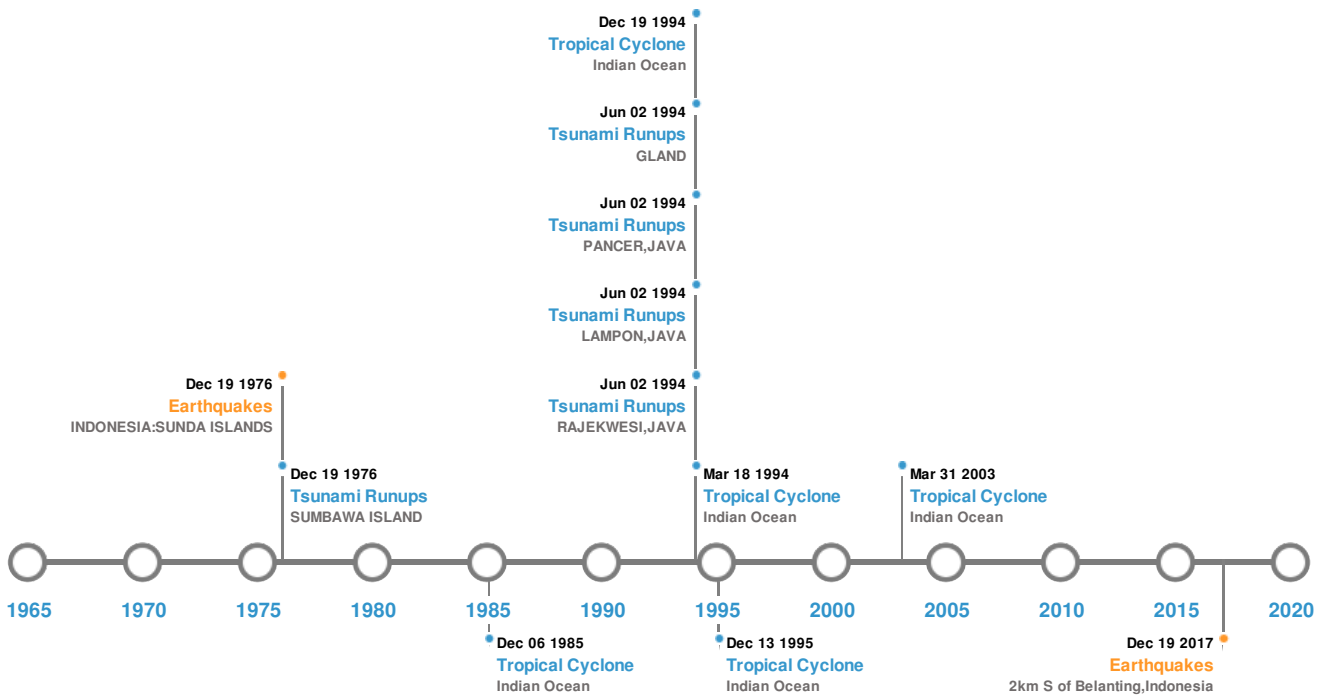 Dec 19 1994
Tropical Cyclone
Indian Ocean
Jun 02 1994
Tsunami Runups
GLAND
Jun 02 1994
Tsunami Runups
PANCER,JAVA
Jun 02 1994
Tsunami Runups
LAMPON,JAVA
Dec 19 1976
Earthquakes
INDONESIA:SUNDA ISLANDS
Jun 02 1994
Tsunami Runups
RAJEKWESI,JAVA
Dec 19 1976
Tsunami Runups
SUMBAWA ISLAND
Mar 18 1994
Tropical Cyclone
Indian Ocean
Mar 31 2003
Tropical Cyclone
Indian Ocean
1965 1970 1975 1980 1985 1990 1995 2000 2005 2010 2015 2020
Dec 06 1985
Tropical Cyclone
Indian Ocean
Dec 13 1995
Tropical Cyclone
Indian Ocean
Dec 19 2017
Earthquakes
2km S of Belanting,Indonesia